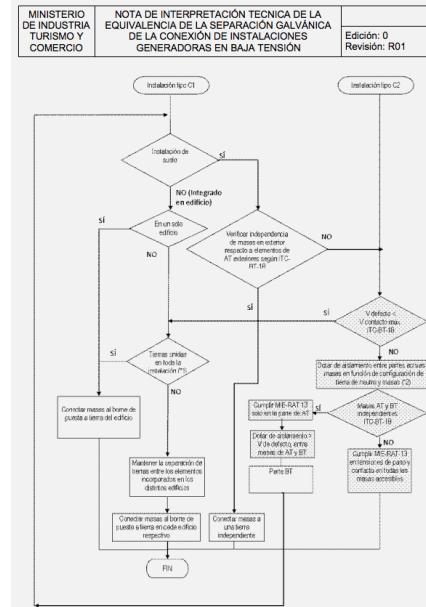 MINISTERIO
DE INDUSTRIA
TURISMO Y
COMERCIO
NOTA DE INTERPRETACIÓN TECNICA DE LA
EQUIVALENCIA DE LA SEPARACIÓN GALVÁNICA
DE LA CONEXIÓN DE INSTALACIONES
GENERADORAS EN BAJA TENSIÓN
Edición: 0
Revisión: R01
Instalación tipo C1
Instalación tipo C2
Instalación de
suelo
SÍ
NO (Integrado
en edificio)
En un solo
edificio
SÍ
NO
Verificar independencia
de masas en exterior
respecto a elementos de
AT exteriores según ITC-
BT-18
NO
SÍ
V defecto <
V contacto max.
ITC-BT-18
SÍ
NO
Tierras unidas
en toda la
instalación (*1)
SÍ
NO
Dotar de aislamiento entre partes activas y
masas en función de configuración de
tierra de neutro y masas (*2)
Conectar masas al borne de
puesta a tierra del edificio
Cumplir MIE-RAT-13
solo en la parte de AT
SÍ
Masas AT y BT
independientes
ITC-BT-18
NO
Dotar de aislamiento >
V de defecto, entre
masas de AT y BT
Parte BT
Cumplir MIE-RAT-13
en tensiones de paso y
contacto en todas las
masas accesibles
Mantener la separación de
tierras entre los elementos
incorporados en los
distintos edificios
Conectar masas al borne de
puesta a tierra en cada edificio
respectivo
Conectar masas a
una tierra
independiente
FIN